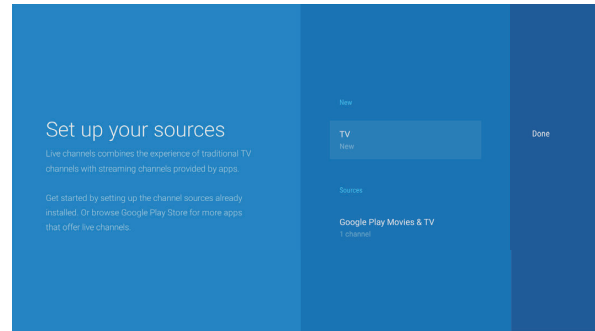 Set up your sources
Live channels combines the experience of traditional TV
channels with streaming channels provided by apps.
Get started by setting up the channel sources already
installed. Or browse Google Play Store for more apps
that offer live channels.
New
TV
New
Sources
Google Play Movies & TV
1 channel
Done